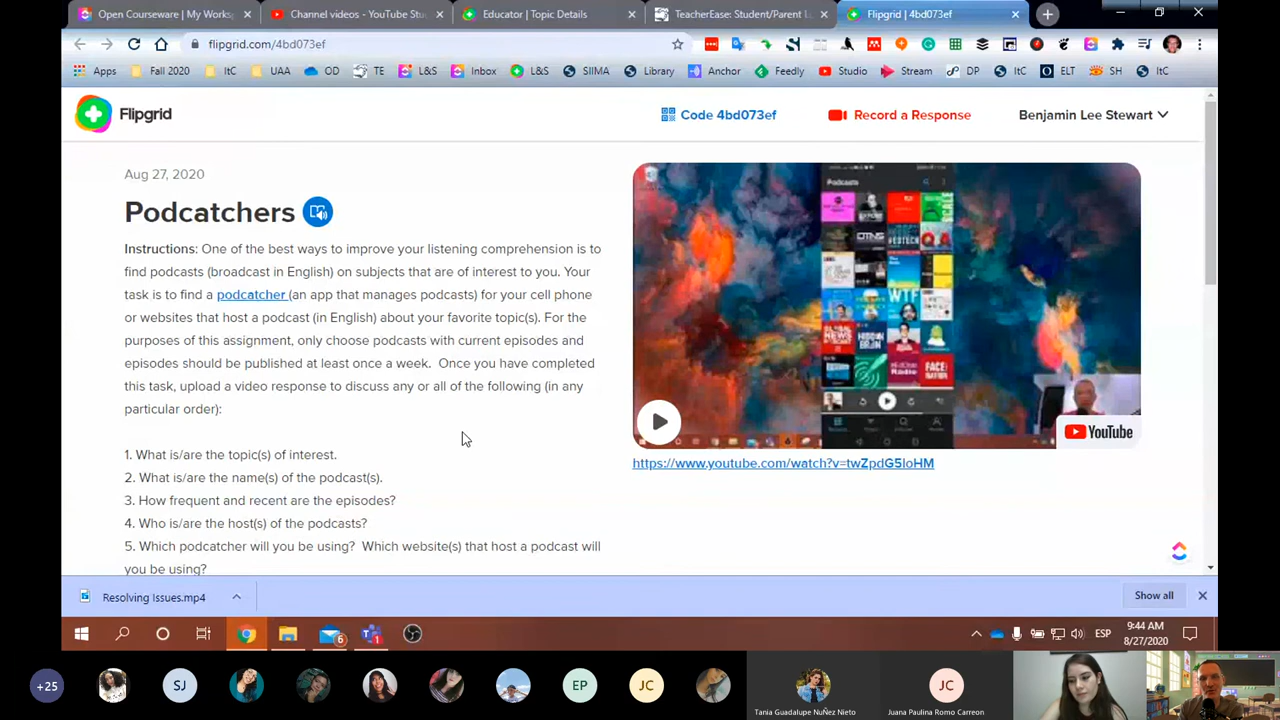 Open Courseware | My Works
Channel videos - YouTube Stu
Educator | Topic Details
TeacherEase: Student/Parent L
Flipgrid | 4bd073ef
flipgrid.com/4bd073ef
Apps
Fall 2020
ItC
UAA
OD
TE
L&S
Inbox
L&S
SIIMA
Library
Anchor
Feedly
Studio
Stream
DP
ItC
ELT
SH
ItC
Flipgrid
Code 4bd073ef
Record a Response
Benjamin Lee Stewart
Aug 27, 2020
Podcatchers
Instructions: One of the best ways to improve your listening comprehension is to
find podcasts (broadcast in English) on subjects that are of interest to you. Your
task is to find a podcatcher (an app that manages podcasts) for your cell phone
or websites that host a podcast (in English) about your favorite topic(s). For the
purposes of this assignment, only choose podcasts with current episodes and
episodes should be published at least once a week. Once you have completed
this task, upload a video response to discuss any or all of the following (in any
particular order):
1. What is/are the topic(s) of interest.
2. What is/are the name(s) of the podcast(s).
3. How frequent and recent are the episodes?
4. Who is/are the host(s) of the podcasts?
5. Which podcatcher will you be using? Which website(s) that host a podcast will
you be using?
Podcasts
WTF
YouTube
https://www.youtube.com/watch?v=twZpdG5IoHM
Resolving Issues.mp4
Show all
6
1
ESP
9:44 AM
8/27/2020
+25
SJ
EP
JC
Tania Guadalupe NuÑez Nieto
JC
Juana Paulina Romo Carreon